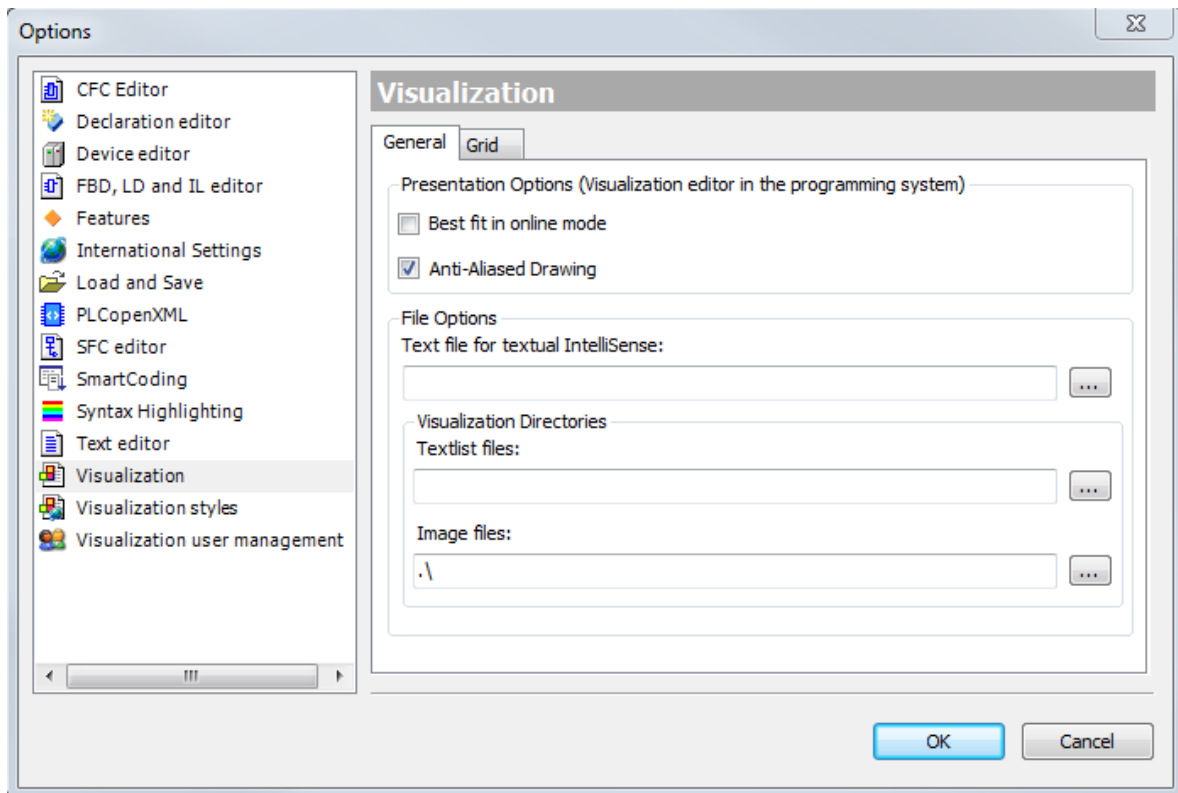 Options
CFC Editor
Declaration editor
Device editor
FBD, LD and IL editor
Features
International Settings
Load and Save
PLCopenXML
SFC editor
SmartCoding
Syntax Highlighting
Text editor
Visualization
Visualization styles
Visualization user management
Visualization
General
Grid
Presentation Options (Visualization editor in the programming system)
Best fit in online mode
Anti-Aliased Drawing
File Options
Text file for textual IntelliSense:
...
Visualization Directories
Textlist files:
...
Image files:
.\
...
OK
Cancel